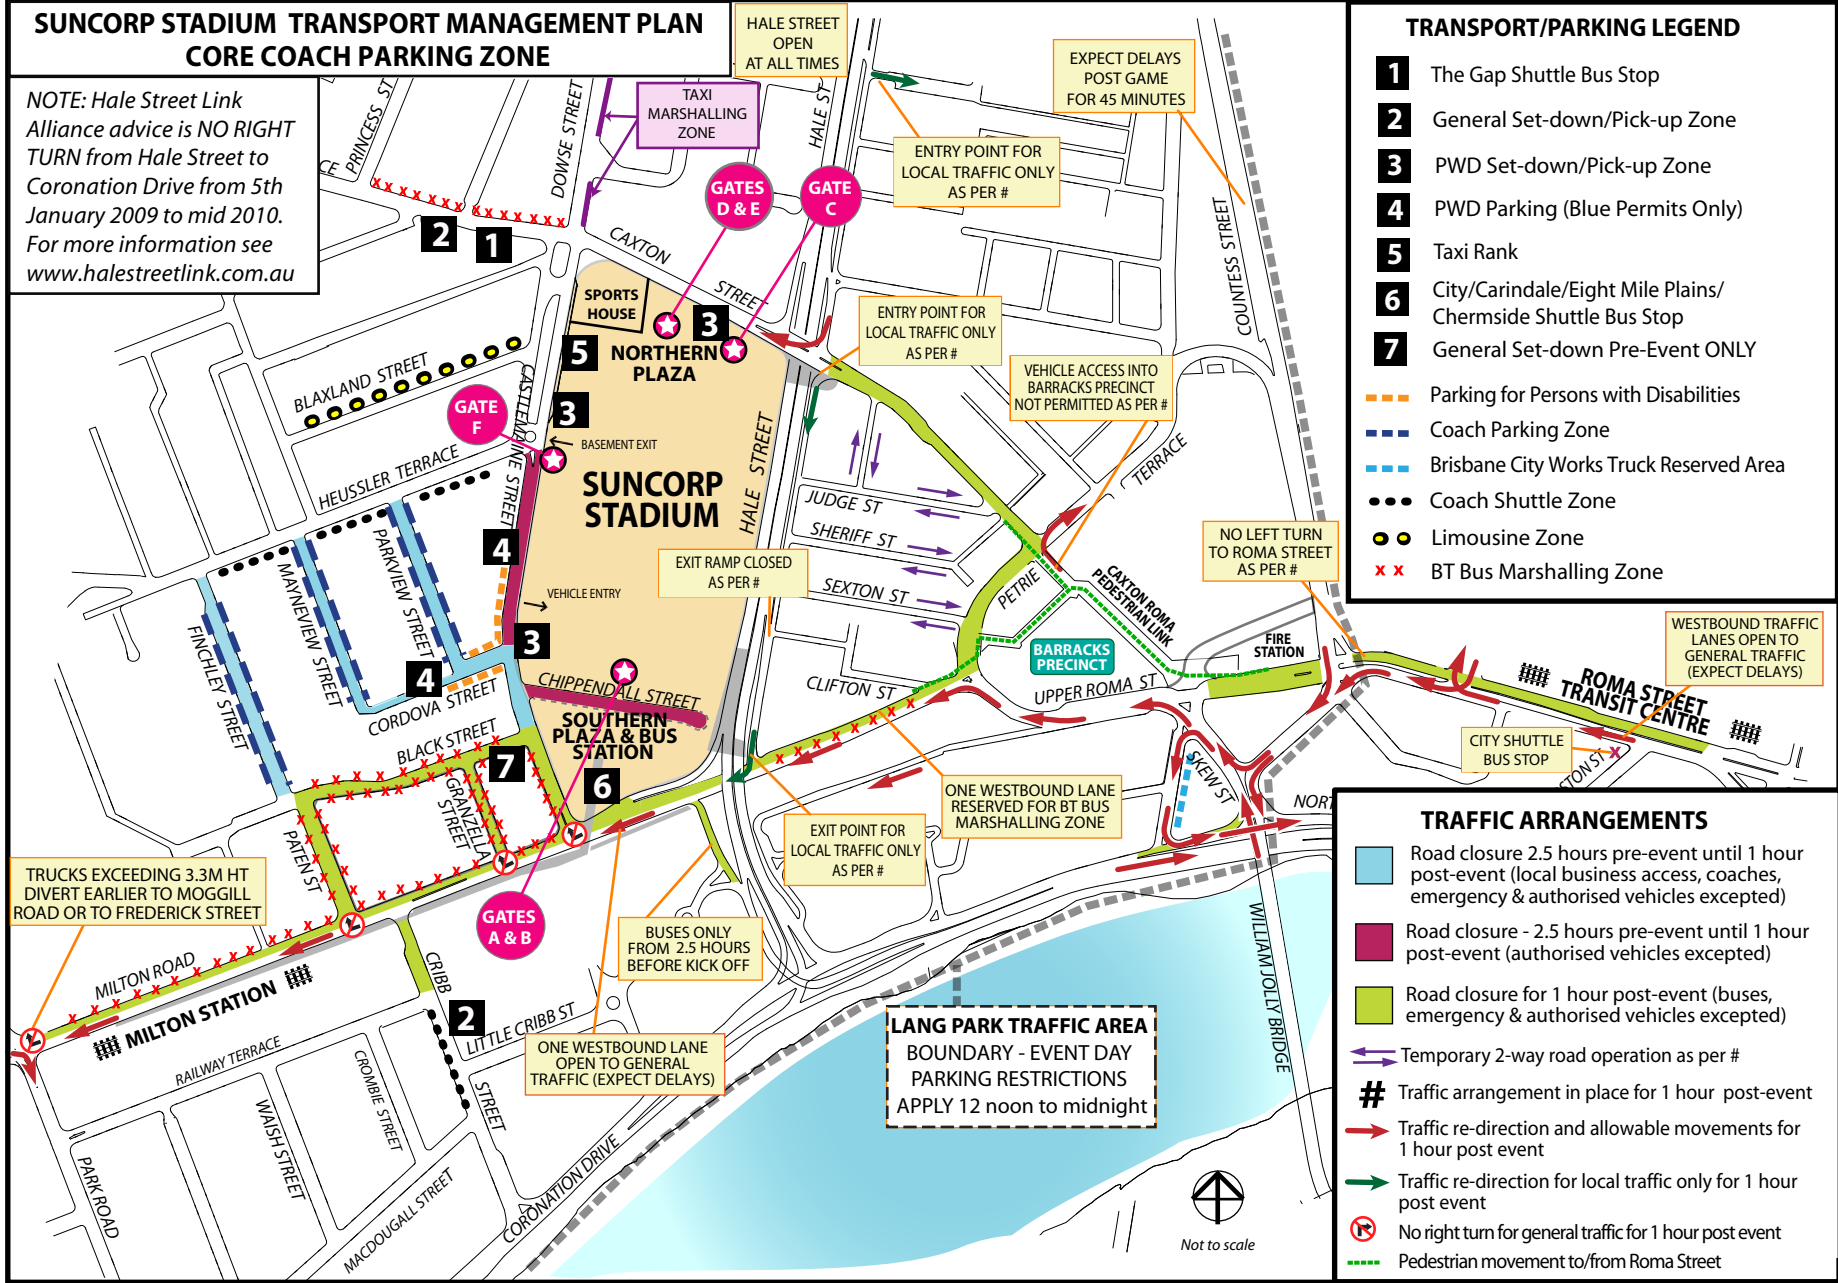 SUNCORP STADIUM TRANSPORT MANAGEMENT PLAN
CORE COACH PARKING ZONE
NOTE: Hale Street Link
Alliance advice is NO RIGHT
TURN from Hale Street to
Coronation Drive from 5th
January 2009 to mid 2010.
For more information see
www.halestreetlink.com.au
HALE STREET
OPEN
AT ALL TIMES
TAXI
MARSHALLING
ZONE
EXPECT DELAYS
POST GAME
FOR 45 MINUTES
ENTRY POINT FOR
LOCAL TRAFFIC ONLY
AS PER #
CE
PRINCESS ST
DOWSE STREET
HALE ST
COUNTESS STREET
GATES
D & E
GATE
C
2
1
CAXTON
STREET
SPORTS
HOUSE
3
5
NORTHERN
PLAZA
ENTRY POINT FOR
LOCAL TRAFFIC ONLY
AS PER #
VEHICLE ACCESS INTO
BARRACKS PRECINCT
NOT PERMITTED AS PER #
BLAXLAND STREET
CASTLEMAINE STREET
GATE
F
3
BASEMENT EXIT
HEUSSLER TERRACE
SUNCORP
STADIUM
HALE STREET
TERRACE
JUDGE ST
SHERIFF ST
SEXTON ST
PETRIE
CAXTON ROMA
PEDESTRIAN LINK
NO LEFT TURN
TO ROMA STREET
AS PER #
EXIT RAMP CLOSED
AS PER #
4
VEHICLE ENTRY
PARKVIEW STREET
MAYNEVIEW STREET
FINCHLEY STREET
3
4
CORDOVA STREET
CHIPPENDALL STREET
CLIFTON ST
BARRACKS
PRECINCT
FIRE
STATION
UPPER ROMA ST
WESTBOUND TRAFFIC
LANES OPEN TO
GENERAL TRAFFIC
(EXPECT DELAYS)
ROMA STREET
TRANSIT CENTRE
CITY SHUTTLE
BUS STOP
X
STON ST
SOUTHERN
PLAZA & BUS
STATION
BLACK STREET
7
6
GRANZELLA
STREET
PATEN ST
SKEW ST
NORT
ONE WESTBOUND LANE
RESERVED FOR BT BUS
MARSHALLING ZONE
EXIT POINT FOR
LOCAL TRAFFIC ONLY
AS PER #
TRUCKS EXCEEDING 3.3M HT
DIVERT EARLIER TO MOGGILL
ROAD OR TO FREDERICK STREET
GATES
A & B
BUSES ONLY
FROM 2.5 HOURS
BEFORE KICK OFF
MILTON ROAD
MILTON STATION
CRIBB
STREET
2
LITTLE CRIBB ST
ONE WESTBOUND LANE
OPEN TO GENERAL
TRAFFIC (EXPECT DELAYS)
LANG PARK TRAFFIC AREA
BOUNDARY - EVENT DAY
PARKING RESTRICTIONS
APPLY 12 noon to midnight
WILLIAM JOLLY BRIDGE
RAILWAY TERRACE
CROMBIE STREET
WAISH STREET
PARK ROAD
MACDOUGALL STREET
CORONATION DRIVE
Not to scale
TRANSPORT/PARKING LEGEND
1 The Gap Shuttle Bus Stop
2 General Set-down/Pick-up Zone
3 PWD Set-down/Pick-up Zone
4 PWD Parking (Blue Permits Only)
5 Taxi Rank
6 City/Carindale/Eight Mile Plains/
Chermside Shuttle Bus Stop
7 General Set-down Pre-Event ONLY
Parking for Persons with Disabilities
Coach Parking Zone
Brisbane City Works Truck Reserved Area
Coach Shuttle Zone
Limousine Zone
x x BT Bus Marshalling Zone
TRAFFIC ARRANGEMENTS
Road closure 2.5 hours pre-event until 1 hour
post-event (local business access, coaches,
emergency & authorised vehicles excepted)
Road closure - 2.5 hours pre-event until 1 hour
post-event (authorised vehicles excepted)
Road closure for 1 hour post-event (buses,
emergency & authorised vehicles excepted)
Temporary 2-way road operation as per #
# Traffic arrangement in place for 1 hour post-event
Traffic re-direction and allowable movements for
1 hour post event
Traffic re-direction for local traffic only for 1 hour
post event
No right turn for general traffic for 1 hour post event
Pedestrian movement to/from Roma Street